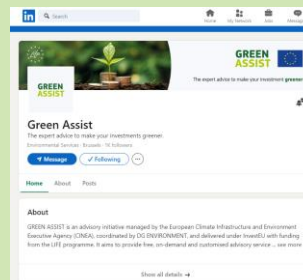 in
Search
Home
My Network
Jobs
GREEN
ASSIST
The expert advice to make your investment greener
GREEN
ASSIST
Green Assist
The expert advice to make your investments greener.
Environmental Services · Brussels · 1K followers
Message
Following
Home
About
Posts
About
GREEN ASSIST is an advisory initiative managed by the European Climate Infrastructure and Environment
Executive Agency (CINEA), coordinated by DG ENVIRONMENT, and delivered under InvestEU with funding
from the LIFE programme. It aims to provide free, on-demand and customised advisory service ... see more
Show all details →